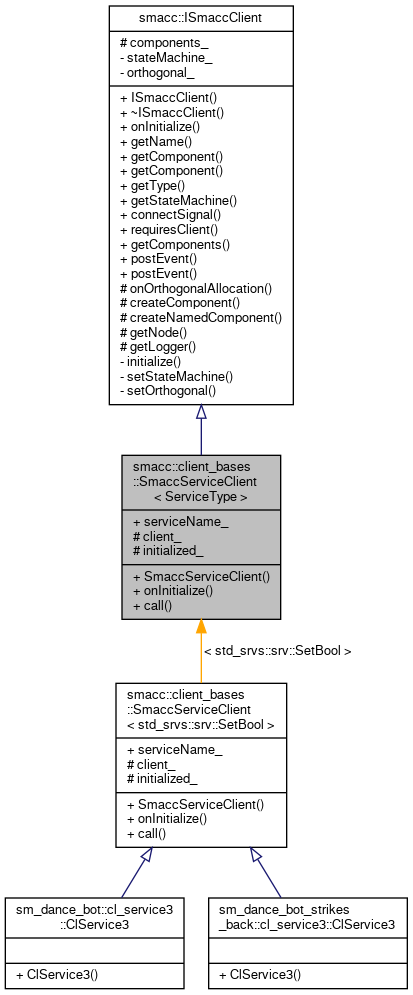 smacc::ISmaccClient
# components_
- stateMachine_
- orthogonal_
+ ISmaccClient()
+ ~ISmaccClient()
+ onInitialize()
+ getName()
+ getComponent()
+ getComponent()
+ getType()
+ getStateMachine()
+ connectSignal()
+ requiresClient()
+ getComponents()
+ postEvent()
+ postEvent()
# onOrthogonalAllocation()
# createComponent()
# createNamedComponent()
# getNode()
# getLogger()
- initialize()
- setStateMachine()
- setOrthogonal()
smacc::client_bases
::SmaccServiceClient
< ServiceType >
+ serviceName_
# client_
# initialized_
+ SmaccServiceClient()
+ onInitialize()
+ call()
< std_srvs::srv::SetBool >
smacc::client_bases
::SmaccServiceClient
< std_srvs::srv::SetBool >
+ serviceName_
# client_
# initialized_
+ SmaccServiceClient()
+ onInitialize()
+ call()
sm_dance_bot::cl_service3
::ClService3
+ ClService3()
sm_dance_bot_strikes
_back::cl_service3::ClService3
+ ClService3()